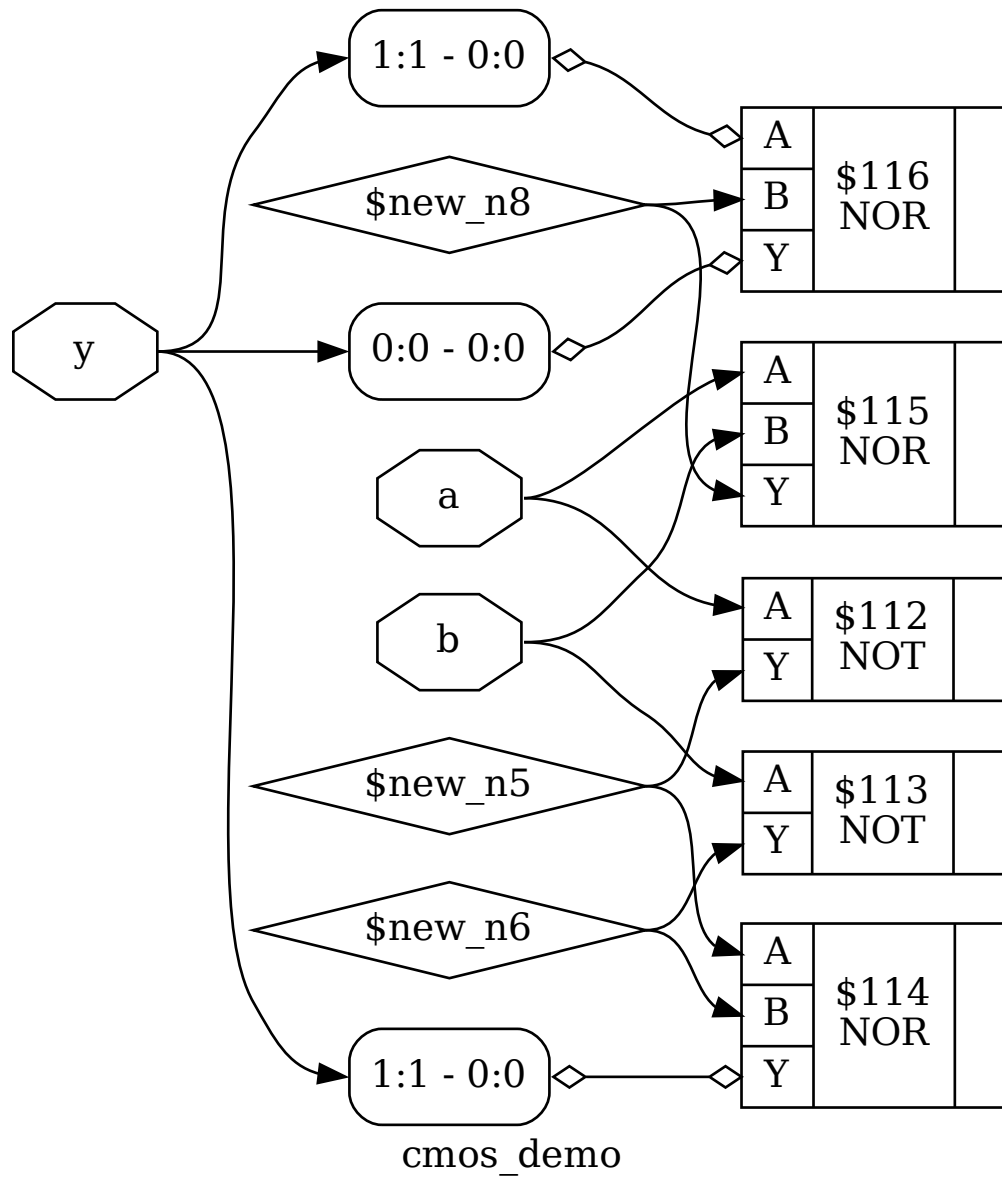 1:1 - 0:0
$new_n8
y
0:0 - 0:0
a
b
$new_n5
$new_n6
1:1 - 0:0
A
B
Y
$116
NOR
A
B
Y
$115
NOR
A
Y
$112
NOT
A
Y
$113
NOT
A
B
Y
$114
NOR
cmos_demo